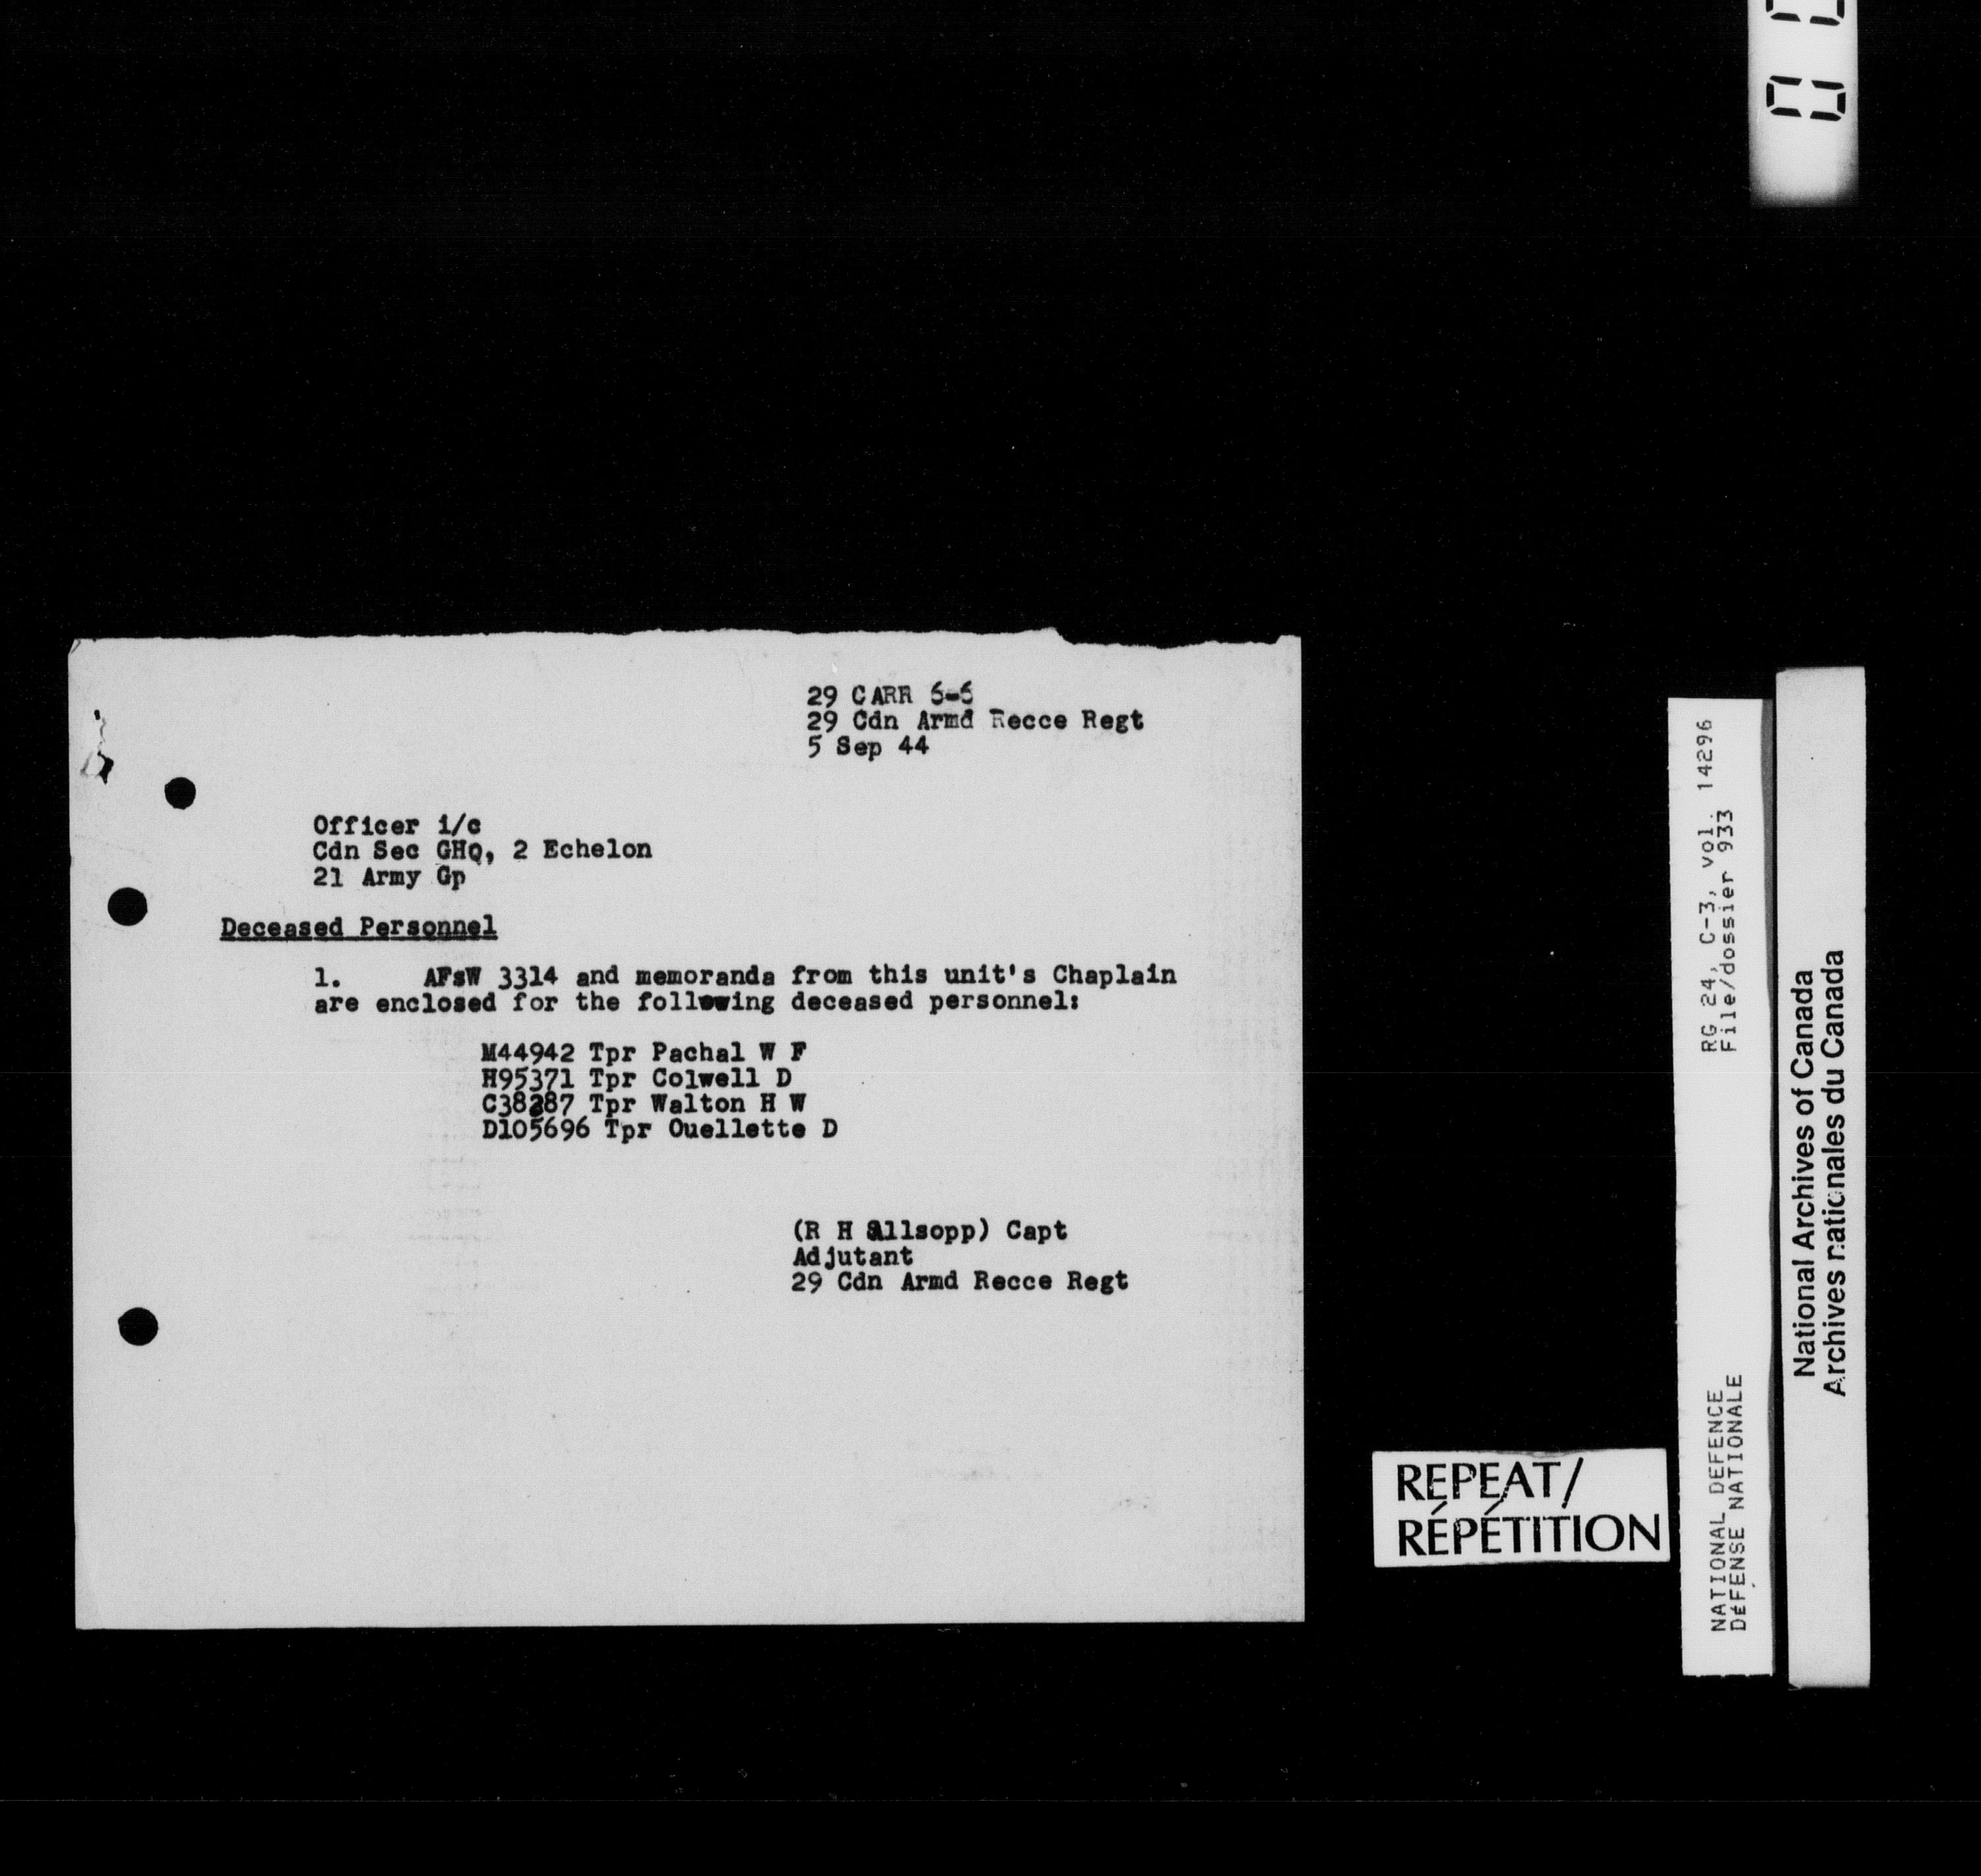 29 CARR 6-6
29 Cdn Armd Recce Regt
5 Sep 44
Officer i/c
Cdn Sec GHQ, 2 Echelon
21 Army Gp
Deceased Personnel
1. AFsW 3314 and memoranda from this unit's Chaplain
are enclosed for the following deceased personnel:
M44942 Tpr Pachal W F
H95371 Tpr Colwell D
C38287 Tpr Walton H W
D105696 Tpr Ouellette D
(R H Allsopp) Capt
Adjutant
29 Cdn Armd Recce Regt
REPEAT/
RÉPÉTITION
RG 24, C-3, vol. 14296
File/dossier 933
NATIONAL DEFENCE
DÉFENSE NATIONALE
National Archives of Canada
Archives nationales du Canada